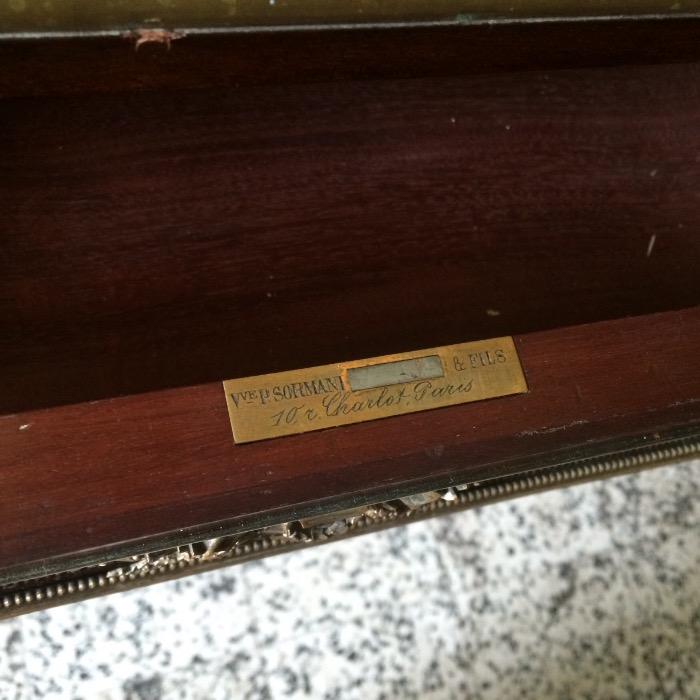 VVE P. SORMANI & FILS
10, r. Charlot, Paris